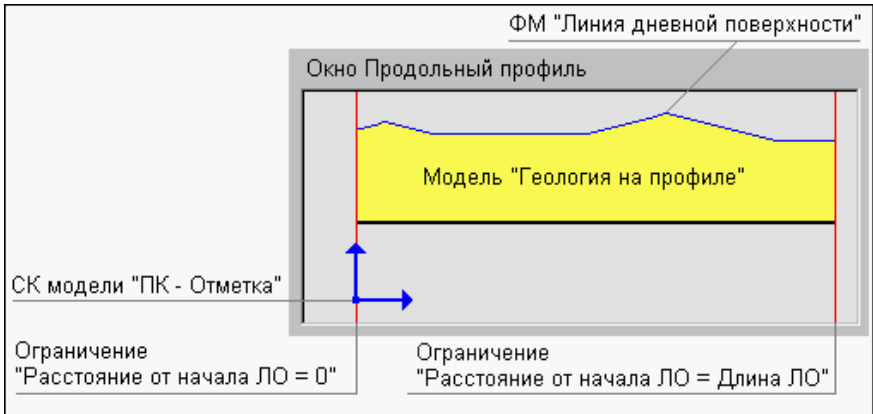 ФМ "Линия дневной поверхности"
Окно Продольный профиль
Модель "Геология на профиле"
СК модели "ПК - Отметка"
Ограничение
"Расстояние от начала ЛО = 0"
Ограничение
"Расстояние от начала ЛО = Длина ЛО"